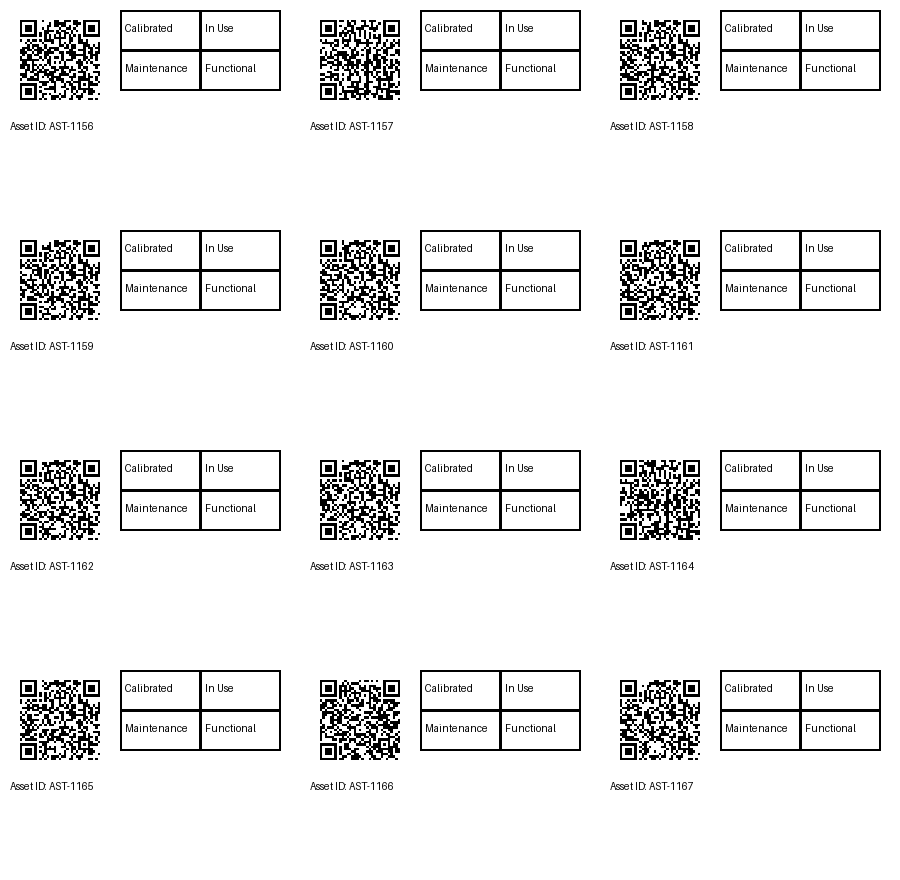 Calibrated In Use Calibrated In Use Calibrated In Use
Maintenance Functional Maintenance Functional Maintenance Functional
Asset ID: AST-1156 Asset ID: AST-1157 Asset ID: AST-1158
Calibrated In Use Calibrated In Use Calibrated In Use
Maintenance Functional Maintenance Functional Maintenance Functional
Asset ID: AST-1159 Asset ID: AST-1160 Asset ID: AST-1161
Calibrated In Use Calibrated In Use Calibrated In Use
Maintenance Functional Maintenance Functional Maintenance Functional
Asset ID: AST-1162 Asset ID: AST-1163 Asset ID: AST-1164
Calibrated In Use Calibrated In Use Calibrated In Use
Maintenance Functional Maintenance Functional Maintenance Functional
Asset ID: AST-1165 Asset ID: AST-1166 Asset ID: AST-1167